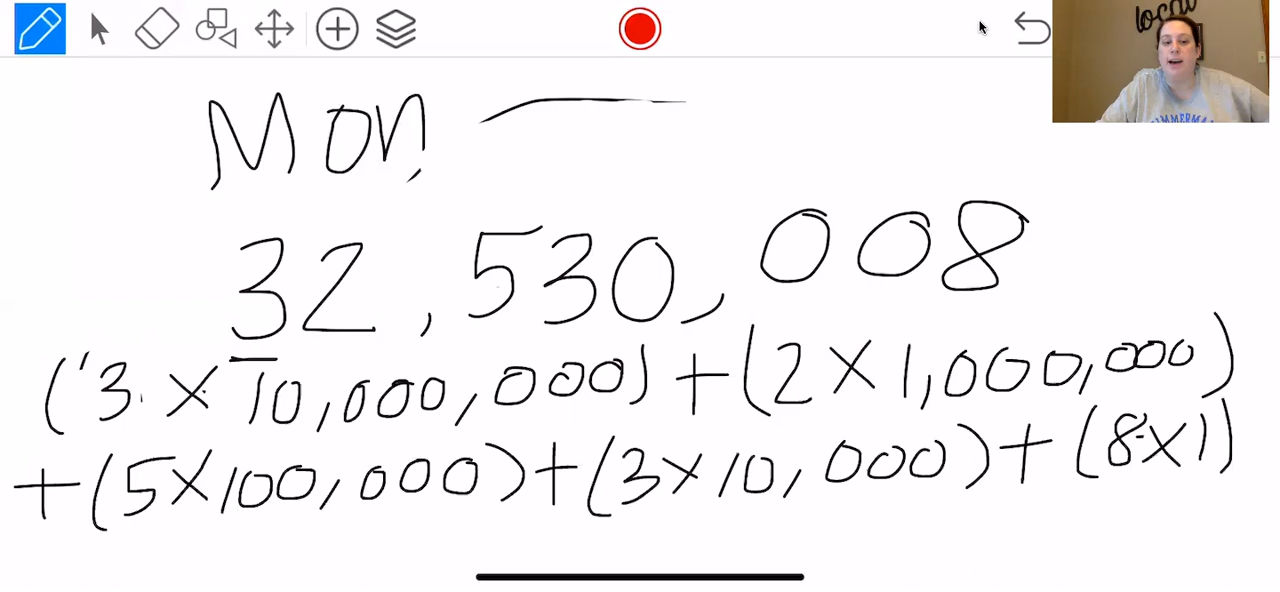 local
Mon.
32,530,008
(3 × 10,000,000) + (2 × 1,000,000)
+ (5 × 100,000) + (3 × 10,000) + (8 × 1)